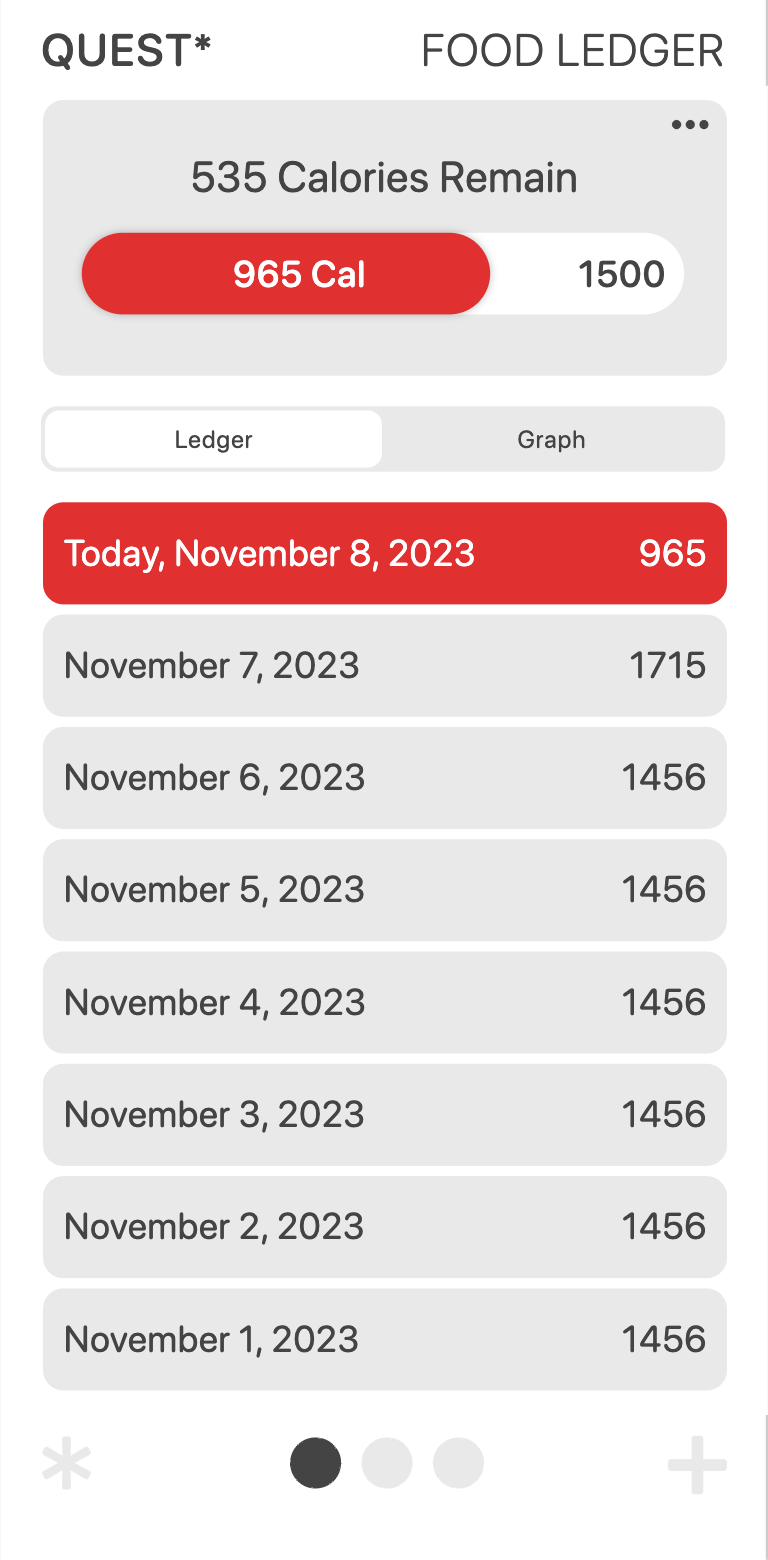 QUEST* FOOD LEDGER
535 Calories Remain
965 Cal 1500
Ledger Graph
Today, November 8, 2023 965
November 7, 2023 1715
November 6, 2023 1456
November 5, 2023 1456
November 4, 2023 1456
November 3, 2023 1456
November 2, 2023 1456
November 1, 2023 1456